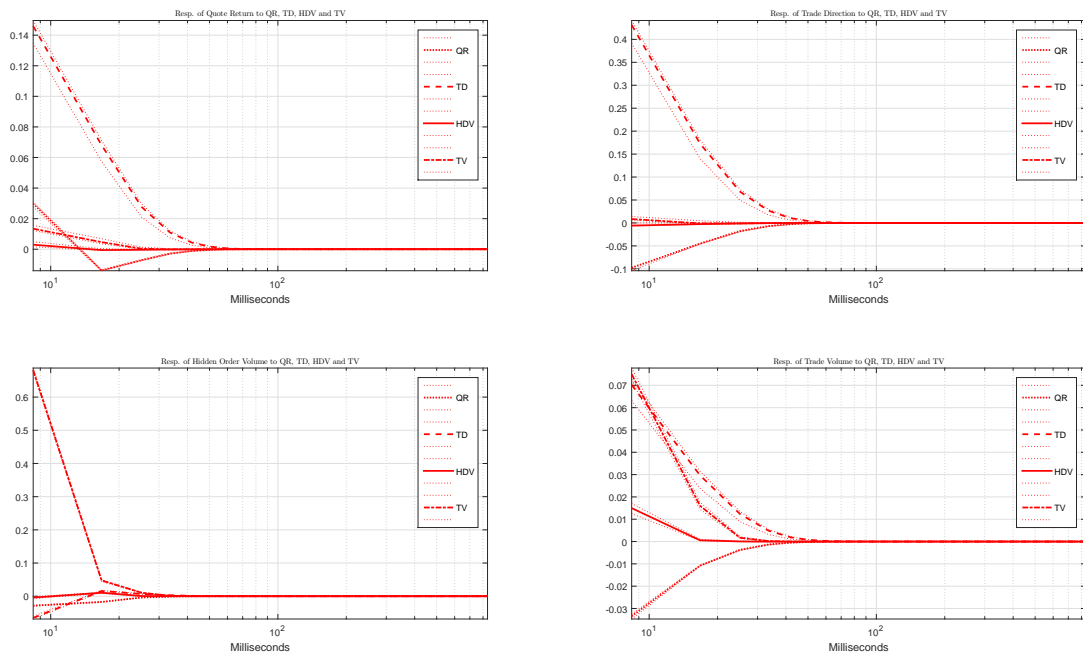 Resp. of Quote Return to QR, TD, HDV and TV
0.14
0.12
0.1
0.08
0.06
0.04
0.02
0
10^1
10^2
Milliseconds
QR
TD
HDV
TV
Resp. of Trade Direction to QR, TD, HDV and TV
0.4
0.35
0.3
0.25
0.2
0.15
0.1
0.05
0
-0.05
-0.1
10^1
10^2
Milliseconds
QR
TD
HDV
TV
Resp. of Hidden Order Volume to QR, TD, HDV and TV
0.6
0.5
0.4
0.3
0.2
0.1
0
10^1
10^2
Milliseconds
QR
TD
HDV
TV
Resp. of Trade Volume to QR, TD, HDV and TV
0.07
0.06
0.05
0.04
0.03
0.02
0.01
0
-0.01
-0.02
-0.03
10^1
10^2
Milliseconds
QR
TD
HDV
TV